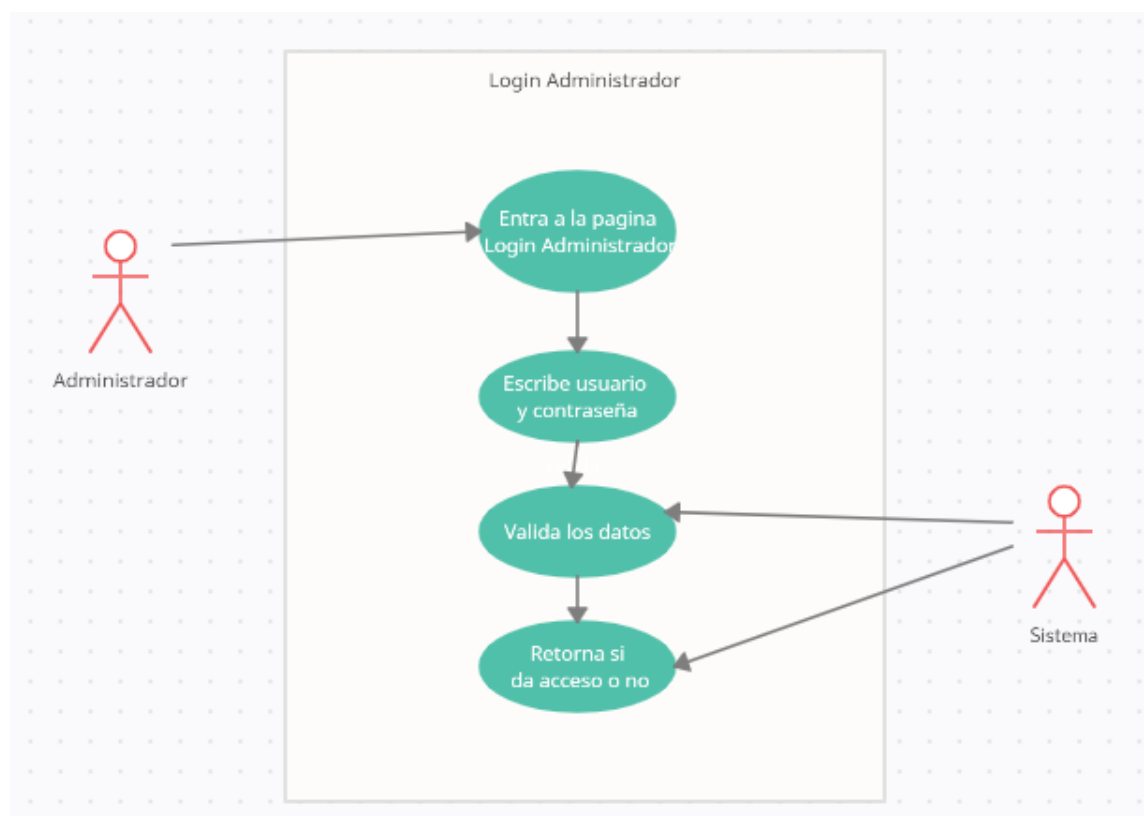 Login Administrador
Entra a la pagina
Login Administrador
Administrador
Escribe usuario
y contraseña
Valida los datos
Sistema
Retorna si
da acceso o no